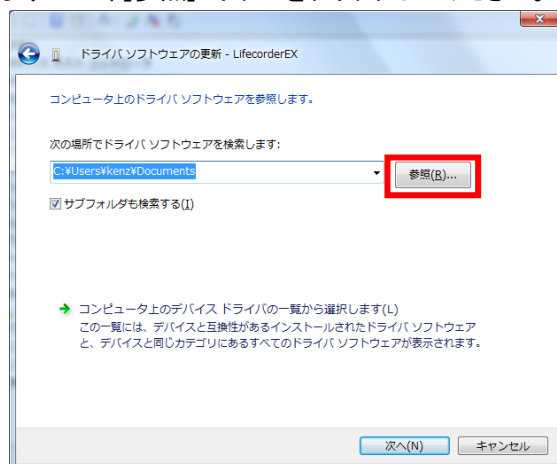 ドライバ ソフトウェアの更新 - LifecorderEX
コンピュータ上のドライバ ソフトウェアを参照します。
次の場所でドライバ ソフトウェアを検索します:
C:¥Users¥kenz¥Documents
参照(R)...
サブフォルダも検索する(I)
コンピュータ上のデバイス ドライバの一覧から選択します(L)
この一覧には、デバイスと互換性があるインストールされたドライバ ソフトウェア
と、デバイスと同じカテゴリにあるすべてのドライバ ソフトウェアが表示されます。
次へ(N)
キャンセル